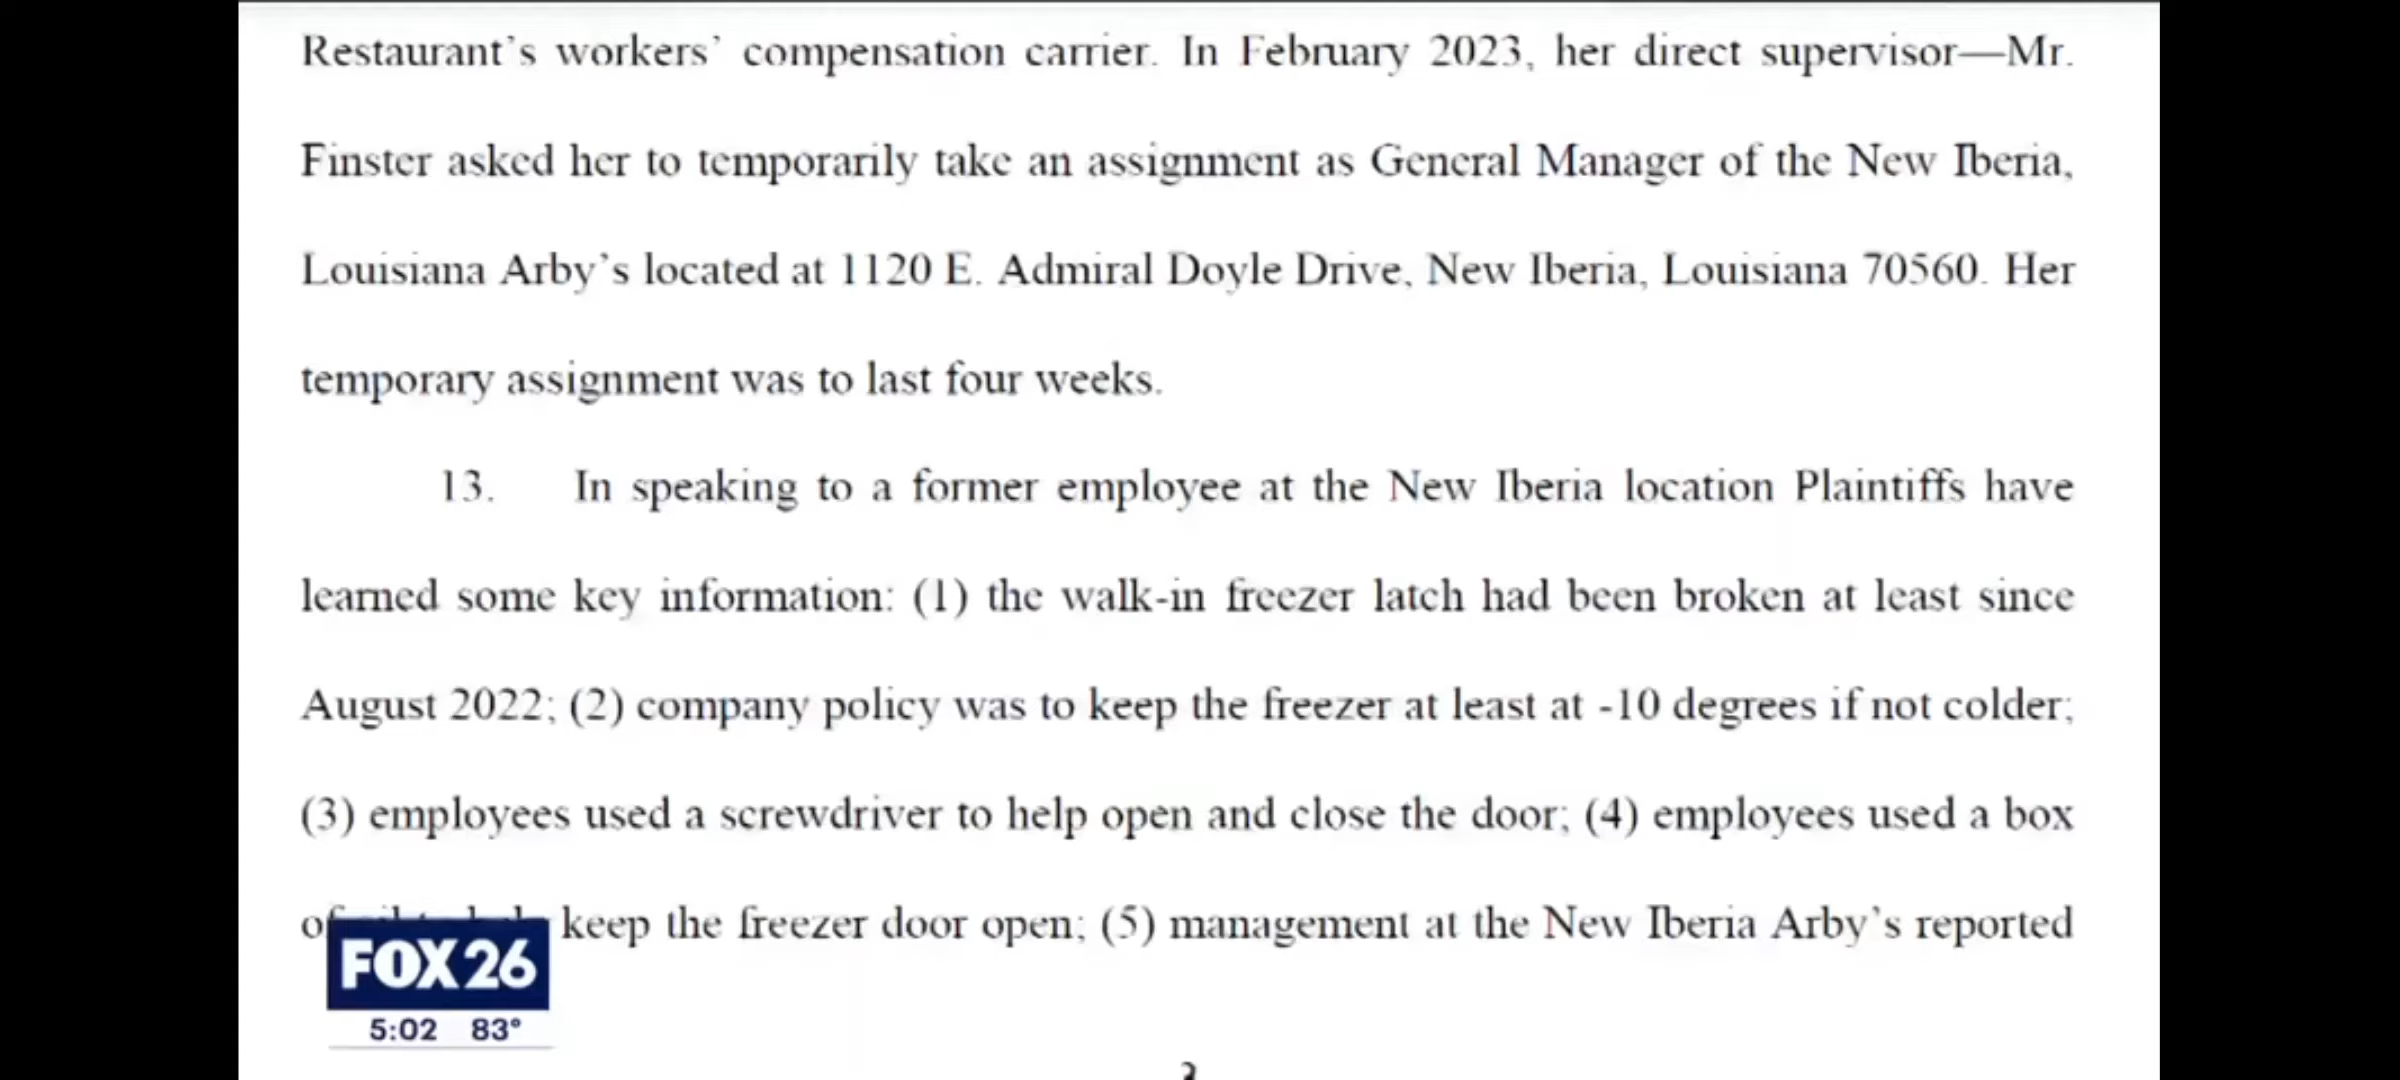 Restaurant's workers' compensation carrier. In February 2023, her direct supervisor—Mr.
Finster asked her to temporarily take an assignment as General Manager of the New Iberia,
Louisiana Arby's located at 1120 E. Admiral Doyle Drive, New Iberia, Louisiana 70560. Her
temporary assignment was to last four weeks.
13. In speaking to a former employee at the New Iberia location Plaintiffs have
learned some key information: (1) the walk-in freezer latch had been broken at least since
August 2022; (2) company policy was to keep the freezer at least at -10 degrees if not colder;
(3) employees used a screwdriver to help open and close the door; (4) employees used a box
of keep the freezer door open; (5) management at the New Iberia Arby's reported
FOX 26
5:02 83°